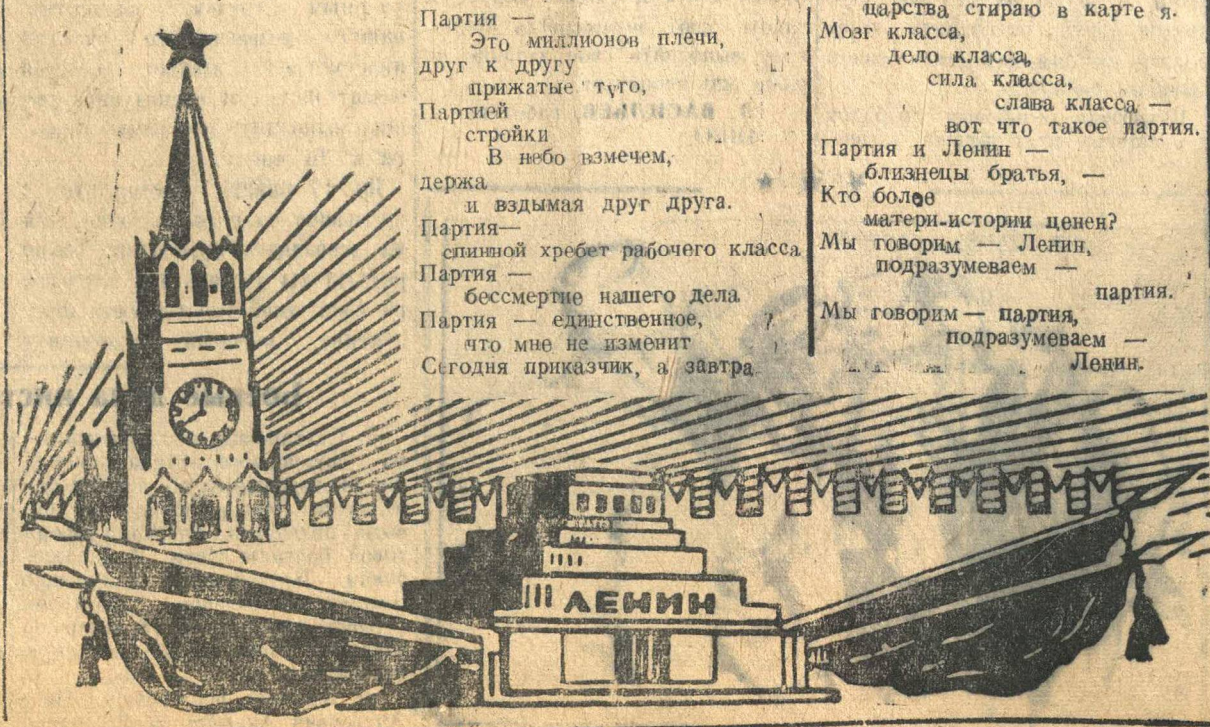 Партия —
Это миллионов плечи,
друг к другу
прижатые туго,
Партией
стройки
В небо взмечем,
держа
и вздымая друг друга.
Партия—
спинной хребет рабочего класса
Партия —
бессмертие нашего дела
Партия — единственное,
что мне не изменит
Сегодня приказчик, а завтра
царства стираю в карте я.
Мозг класса,
дело класса,
сила класса,
слава класса —
вот что такое партия.
Партия и Ленин —
близнецы братья, —
Кто более
матери-истории ценен?
Мы говорим — Ленин,
подразумеваем —
партия.
Мы говорим — партия,
подразумеваем —
Ленин.
ЛЕНИН